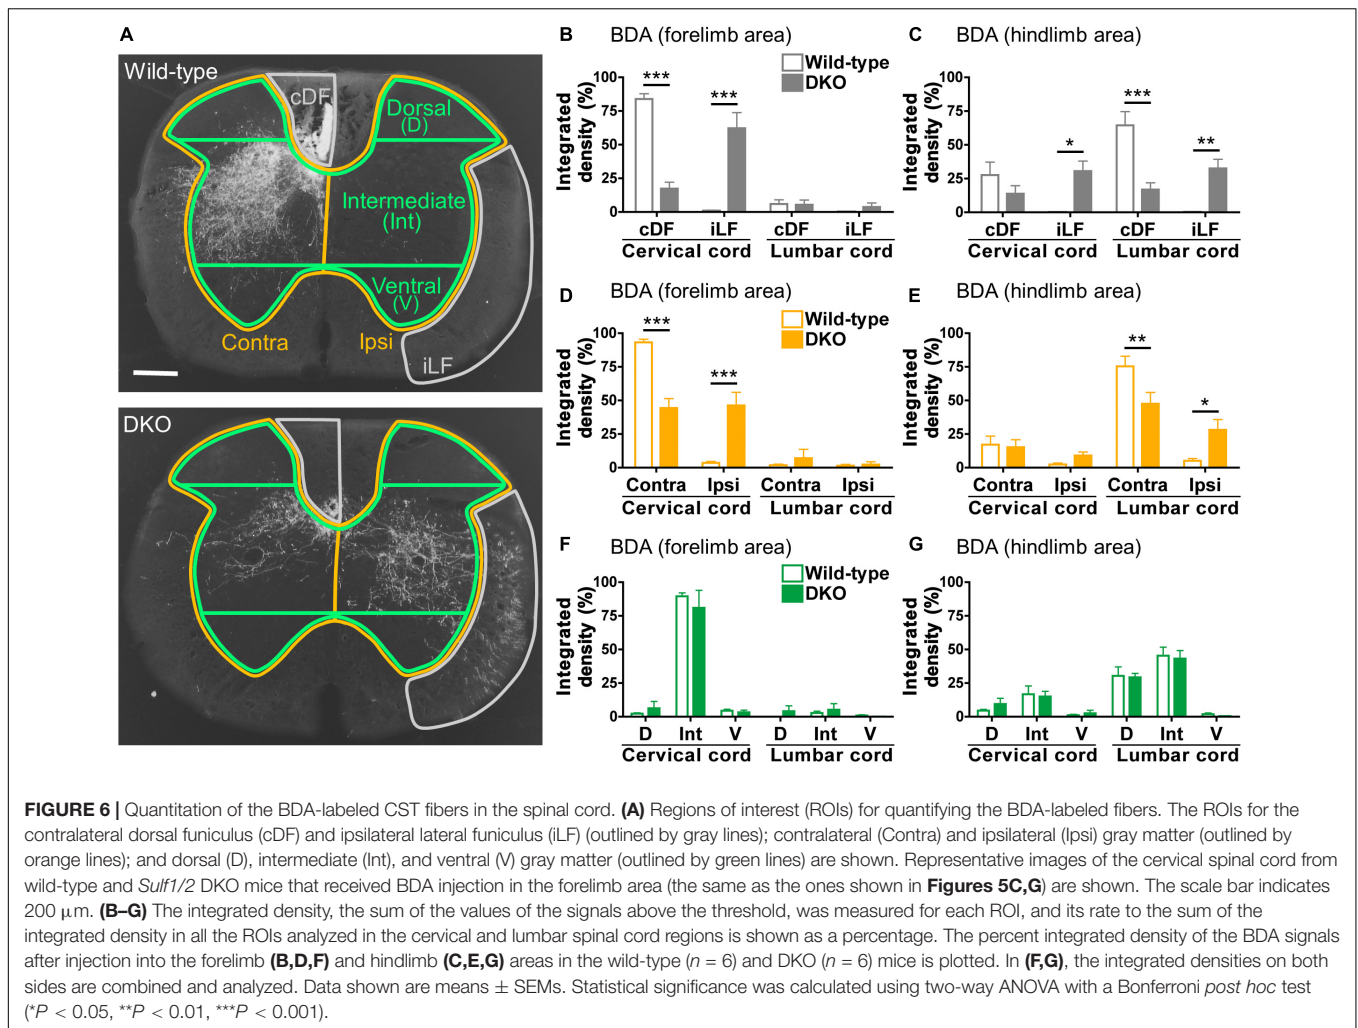 A
Wild-type
cDF
Dorsal
(D)
Intermediate
(Int)
Ventral
(V)
Contra
Ipsi
iLF
DKO
B BDA (forelimb area)
Wild-type
DKO
Integrated
density (%)
100
75
50
25
0
***
***
cDF iLF cDF iLF
Cervical cord Lumbar cord
C BDA (hindlimb area)
Integrated
density (%)
100
75
50
25
0
*
***
**
cDF iLF cDF iLF
Cervical cord Lumbar cord
D BDA (forelimb area)
Wild-type
DKO
Integrated
density (%)
100
75
50
25
0
***
***
Contra Ipsi Contra Ipsi
Cervical cord Lumbar cord
E BDA (hindlimb area)
Integrated
density (%)
100
75
50
25
0
**
*
Contra Ipsi Contra Ipsi
Cervical cord Lumbar cord
F BDA (forelimb area)
Wild-type
DKO
Integrated
density (%)
100
75
50
25
0
D Int V D Int V
Cervical cord Lumbar cord
G BDA (hindlimb area)
Integrated
density (%)
100
75
50
25
0
D Int V D Int V
Cervical cord Lumbar cord
FIGURE 6 | Quantitation of the BDA-labeled CST fibers in the spinal cord. (A) Regions of interest (ROIs) for quantifying the BDA-labeled fibers. The ROIs for the
contralateral dorsal funiculus (cDF) and ipsilateral lateral funiculus (iLF) (outlined by gray lines); contralateral (Contra) and ipsilateral (Ipsi) gray matter (outlined by
orange lines); and dorsal (D), intermediate (Int), and ventral (V) gray matter (outlined by green lines) are shown. Representative images of the cervical spinal cord from
wild-type and Sulf1/2 DKO mice that received BDA injection in the forelimb area (the same as the ones shown in Figures 5C,G) are shown. The scale bar indicates
200 μm. (B–G) The integrated density, the sum of the values of the signals above the threshold, was measured for each ROI, and its rate to the sum of the
integrated density in all the ROIs analyzed in the cervical and lumbar spinal cord regions is shown as a percentage. The percent integrated density of the BDA signals
after injection into the forelimb (B,D,F) and hindlimb (C,E,G) areas in the wild-type (n = 6) and DKO (n = 6) mice is plotted. In (F,G), the integrated densities on both
sides are combined and analyzed. Data shown are means ± SEMs. Statistical significance was calculated using two-way ANOVA with a Bonferroni post hoc test
(*P < 0.05, **P < 0.01, ***P < 0.001).